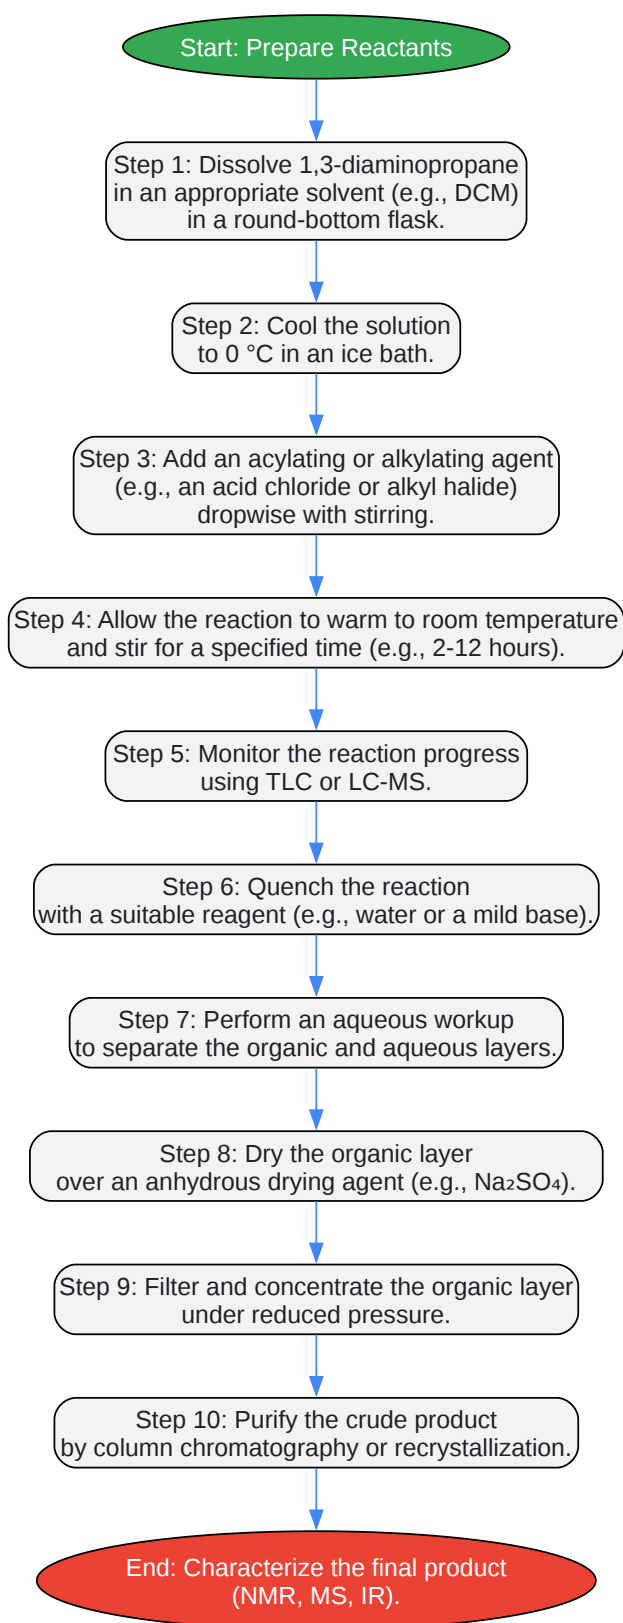 Start: Prepare Reactants
Step 1: Dissolve 1,3-diaminopropane
in an appropriate solvent (e.g., DCM)
in a round-bottom flask.
Step 2: Cool the solution
to 0 °C in an ice bath.
Step 3: Add an acylating or alkylating agent
(e.g., an acid chloride or alkyl halide)
dropwise with stirring.
Step 4: Allow the reaction to warm to room temperature
and stir for a specified time (e.g., 2-12 hours).
Step 5: Monitor the reaction progress
using TLC or LC-MS.
Step 6: Quench the reaction
with a suitable reagent (e.g., water or a mild base).
Step 7: Perform an aqueous workup
to separate the organic and aqueous layers.
Step 8: Dry the organic layer
over an anhydrous drying agent (e.g., Na₂SO₄).
Step 9: Filter and concentrate the organic layer
under reduced pressure.
Step 10: Purify the crude product
by column chromatography or recrystallization.
End: Characterize the final product
(NMR, MS, IR).